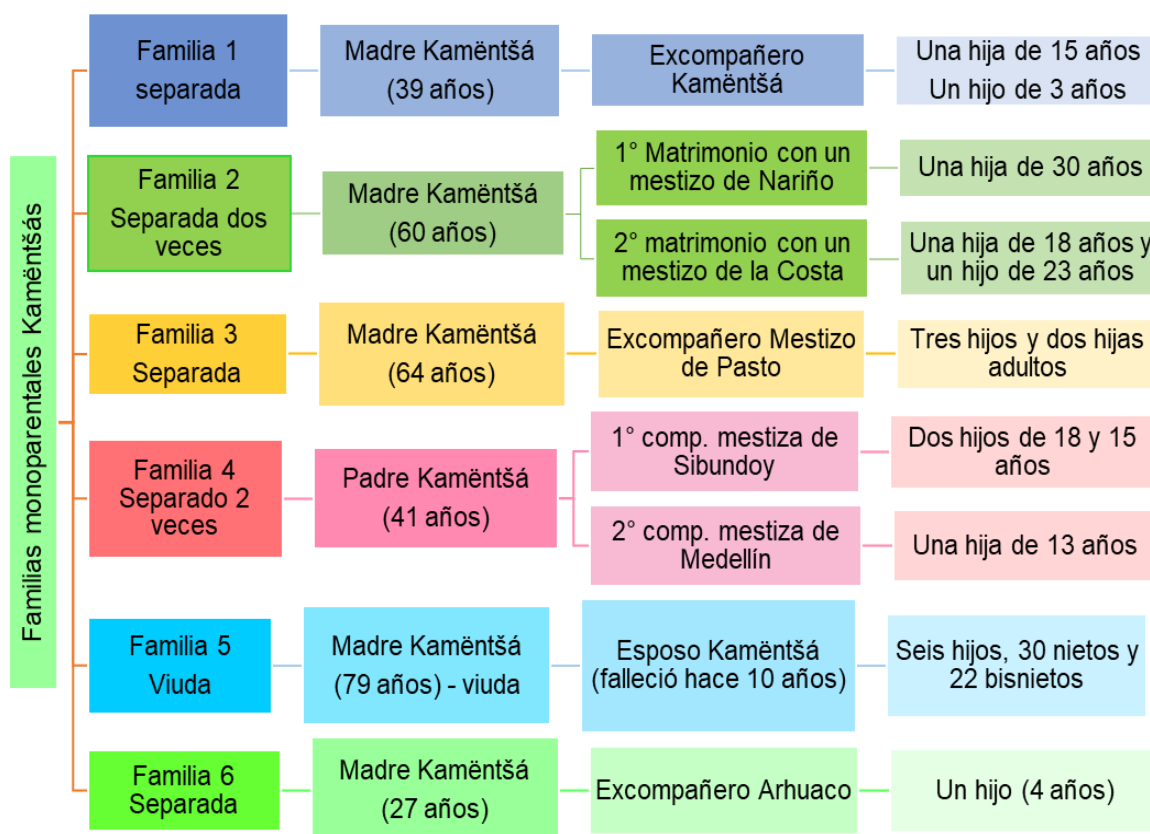 Familias monoparentales Kamëntšás
Familia 1
separada
Madre Kamëntšá
(39 años)
Excompañero
Kamëntšá
Una hija de 15 años
Un hijo de 3 años
Familia 2
Separada dos
veces
Madre Kamëntšá
(60 años)
1° Matrimonio con un
mestizo de Nariño
Una hija de 30 años
2° matrimonio con un
mestizo de la Costa
Una hija de 18 años y
un hijo de 23 años
Familia 3
Separada
Madre Kamëntšá
(64 años)
Excompañero Mestizo
de Pasto
Tres hijos y dos hijas
adultos
Familia 4
Separado 2
veces
Padre Kamëntšá
(41 años)
1° comp. mestiza de
Sibundoy
Dos hijos de 18 y 15
años
2° comp. mestiza de
Medellín
Una hija de 13 años
Familia 5
Viuda
Madre Kamëntšá
(79 años) - viuda
Esposo Kamëntšá
(falleció hace 10 años)
Seis hijos, 30 nietos y
22 bisnietos
Familia 6
Separada
Madre Kamëntšá
(27 años)
Excompañero Arhuaco
Un hijo (4 años)